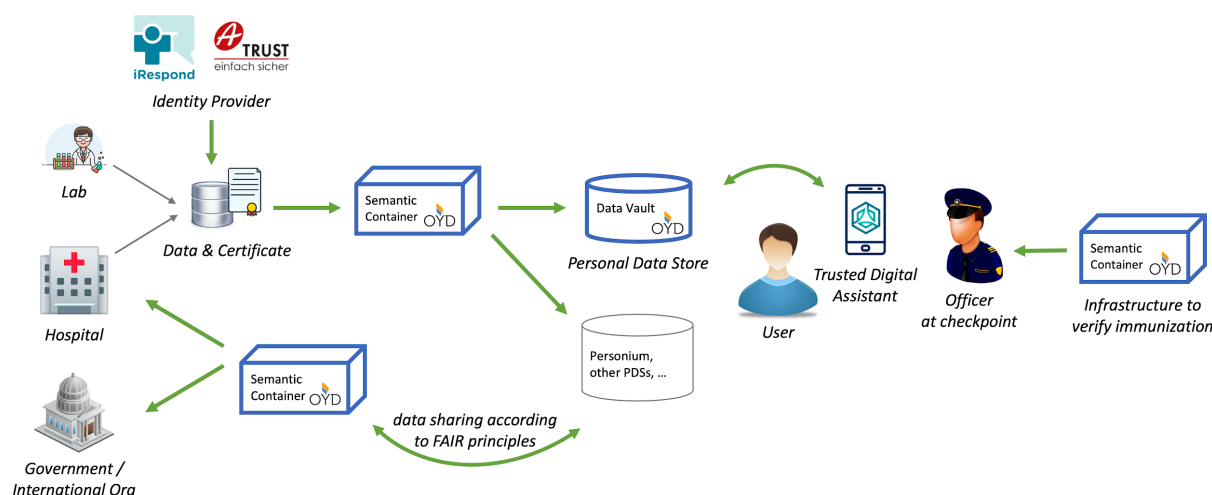 iRespond
A
TRUST
einfach sicher
Identity Provider
Lab
Data & Certificate
Semantic
Container
OYD
Data Vault
OYD
Personal Data Store
Trusted Digital
Assistant
User
Officer
at checkpoint
Semantic
Container
OYD
Infrastructure to
verify immunization
Hospital
Semantic
Container
OYD
Personium,
other PDSs, ...
data sharing according
to FAIR principles
Government /
International Org